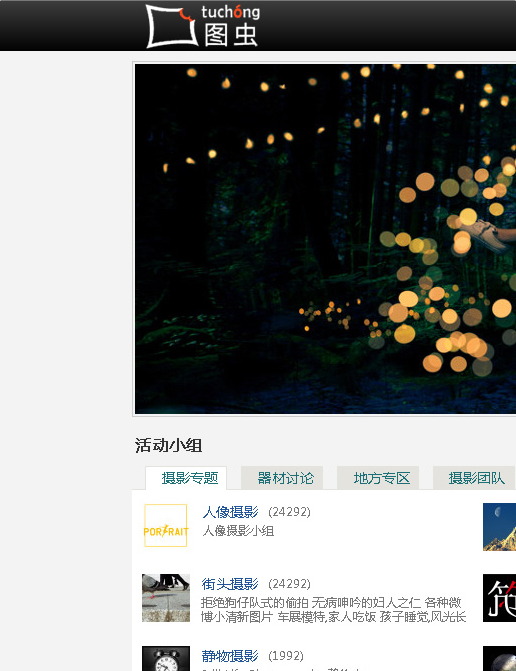 tuchóng
图虫
活动小组
摄影专题 器材讨论 地方专区 摄影团队
PORTRAIT
人像摄影 (24292)
人像摄影小组
街头摄影 (24292)
拒绝狗仔队式的偷拍 无病呻吟的妇人之仁 各种微
博小清新图片 车展模特,家人吃饭 孩子睡觉,风光长
静物摄影 (1992)